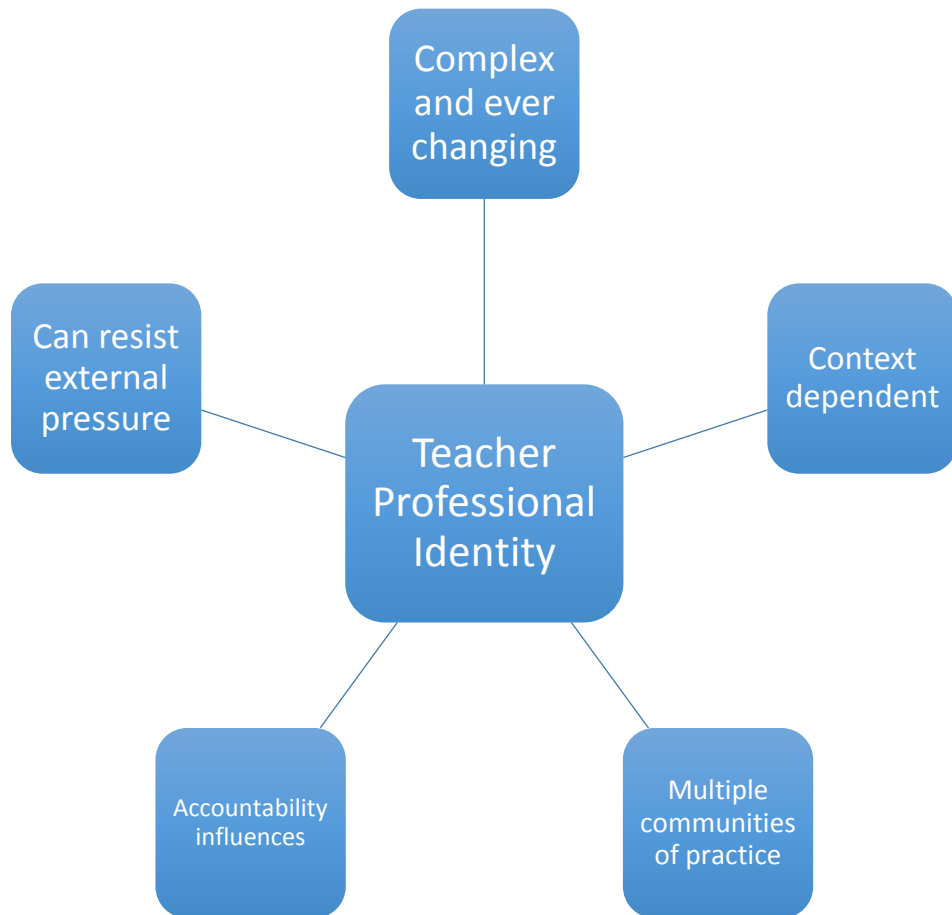 Complex
and ever
changing
Can resist
external
pressure
Context
dependent
Teacher
Professional
Identity
Accountability
influences
Multiple
communities
of practice